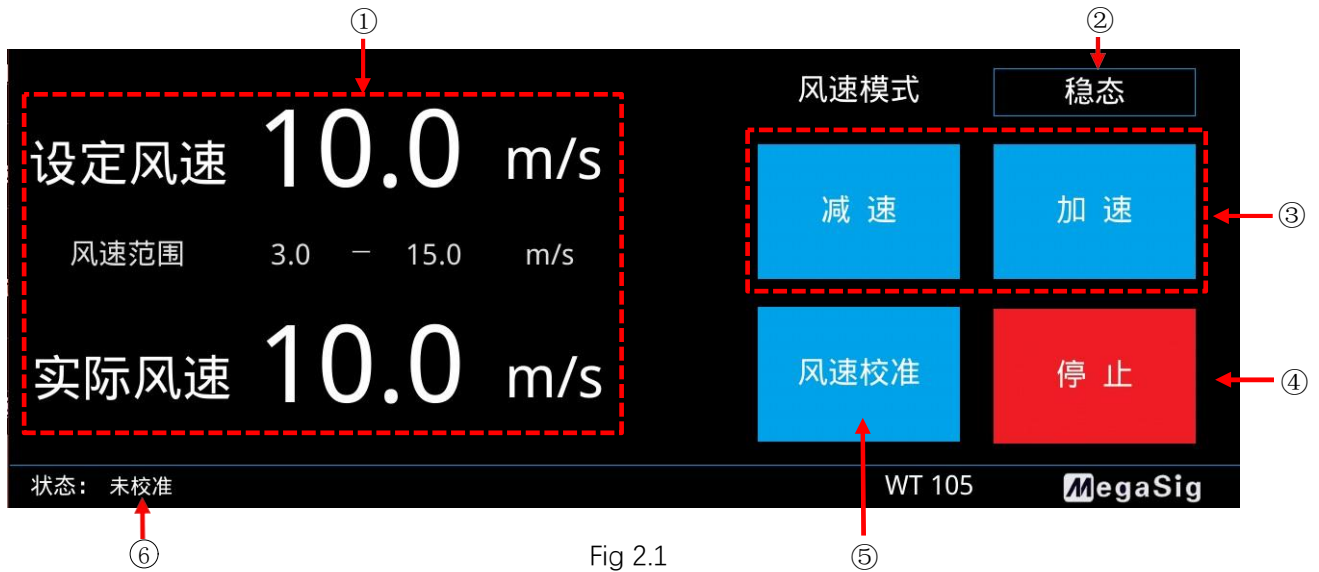 ① ②
风速模式 稳态
设定风速 10.0 m/s
减 速 加 速
③
风速范围 3.0 — 15.0 m/s
实际风速 10.0 m/s
风速校准 停 止
④
状态: 未校准 WT 105 MegaSig
⑥ Fig 2.1 ⑤